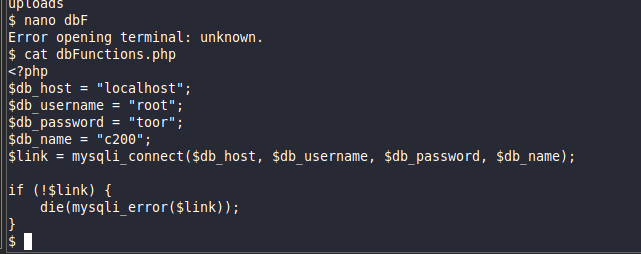 uploads
$ nano dbF
Error opening terminal: unknown.
$ cat dbFunctions.php
<?php
$db_host = "localhost";
$db_username = "root";
$db_password = "toor";
$db_name = "c200";
$link = mysqli_connect($db_host, $db_username, $db_password, $db_name);

if (!$link) {
    die(mysqli_error($link));
}
$